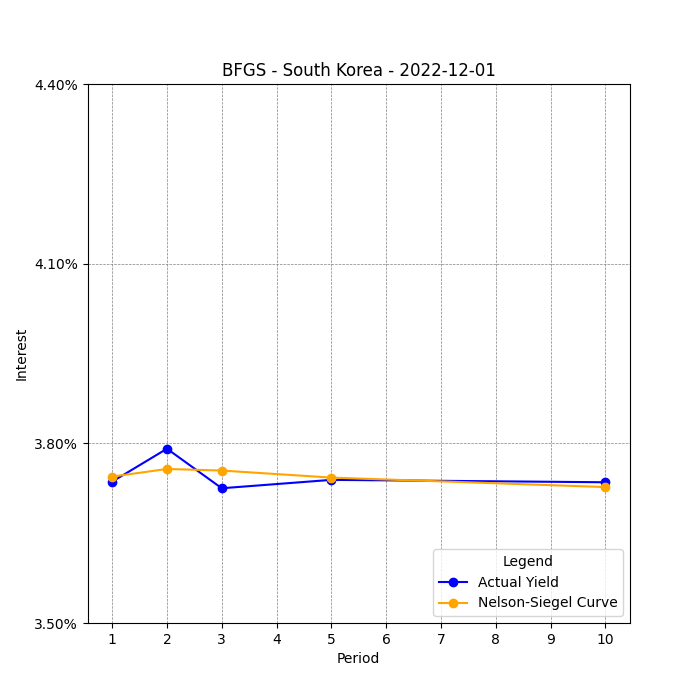 BFGS - South Korea - 2022-12-01
4.40%
4.10%
3.80%
3.50%
Interest
1 2 3 4 5 6 7 8 9 10
Period
Legend
Actual Yield
Nelson-Siegel Curve